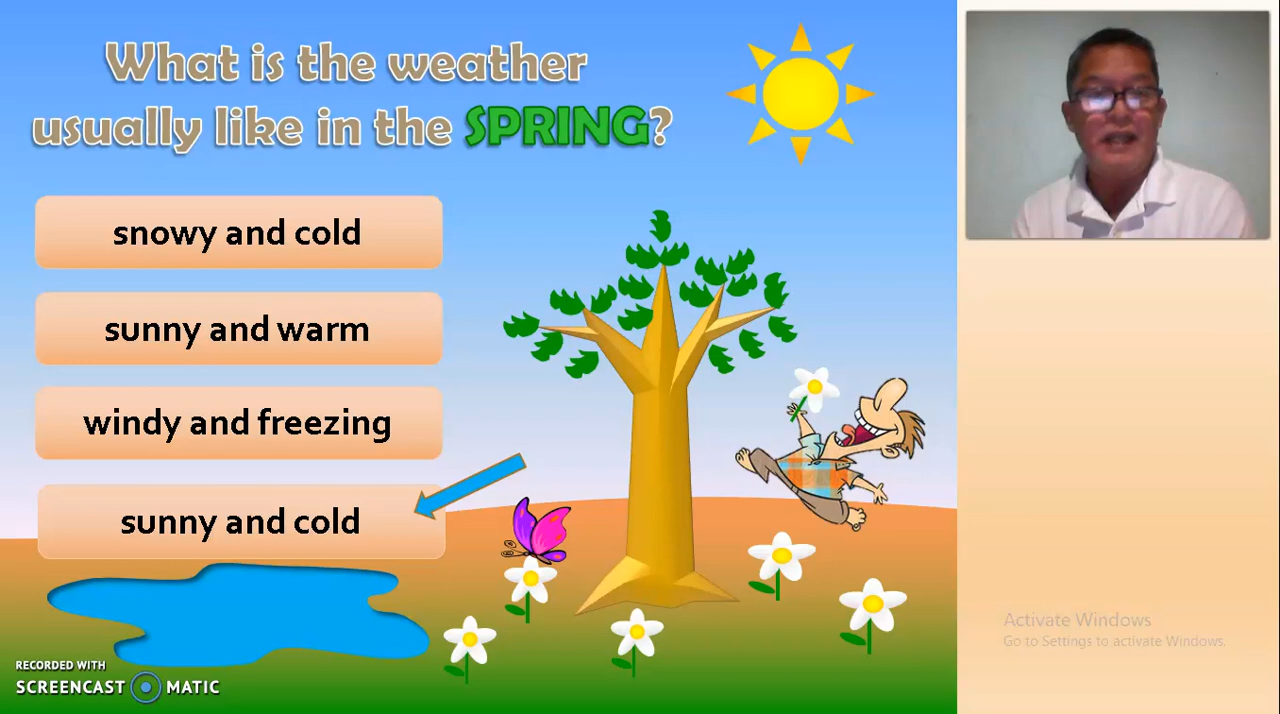 What is the weather
usually like in the SPRING?
snowy and cold
sunny and warm
windy and freezing
sunny and cold
RECORDED WITH
SCREENCAST MATIC
Activate Windows
Go to Settings to activate Windows.